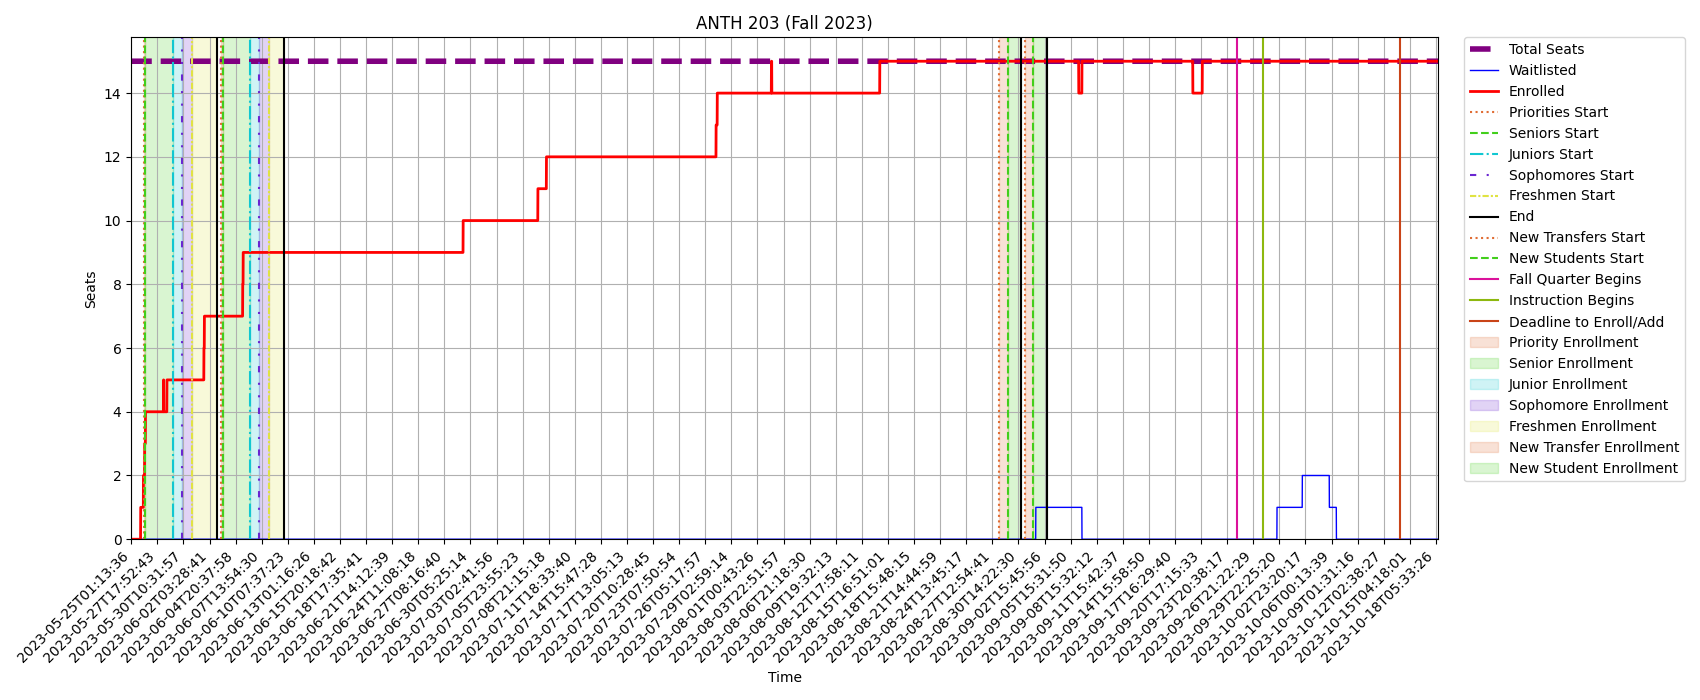 ANTH 203 (Fall 2023)
Seats
14
12
10
8
6
4
2
0
2023-05-25T01:13:36
2023-05-27T17:52:43
2023-05-30T10:31:57
2023-06-02T03:28:41
2023-06-04T20:37:58
2023-06-07T13:54:30
2023-06-10T07:37:23
2023-06-13T01:16:26
2023-06-15T20:18:42
2023-06-18T17:35:41
2023-06-21T14:12:39
2023-06-24T11:08:18
2023-06-27T08:16:40
2023-06-30T05:25:14
2023-07-03T02:41:56
2023-07-05T23:55:23
2023-07-08T21:15:18
2023-07-11T18:33:40
2023-07-14T15:47:28
2023-07-17T13:05:13
2023-07-20T10:28:45
2023-07-23T07:50:54
2023-07-26T05:17:57
2023-07-29T02:59:14
2023-08-01T00:43:26
2023-08-03T22:51:57
2023-08-06T21:18:30
2023-08-09T19:32:13
2023-08-12T17:58:11
2023-08-15T16:51:01
2023-08-18T15:48:15
2023-08-21T14:44:59
2023-08-24T13:45:17
2023-08-27T12:54:41
2023-08-30T14:22:30
2023-09-02T15:45:56
2023-09-05T15:31:50
2023-09-08T15:32:12
2023-09-11T15:42:37
2023-09-14T15:58:50
2023-09-17T16:29:40
2023-09-20T17:15:33
2023-09-23T20:38:17
2023-09-26T21:22:29
2023-09-29T22:25:20
2023-10-02T23:20:17
2023-10-06T00:13:39
2023-10-09T01:31:16
2023-10-12T02:38:27
2023-10-15T04:18:01
2023-10-18T05:33:26
Time
Total Seats
Waitlisted
Enrolled
Priorities Start
Seniors Start
Juniors Start
Sophomores Start
Freshmen Start
End
New Transfers Start
New Students Start
Fall Quarter Begins
Instruction Begins
Deadline to Enroll/Add
Priority Enrollment
Senior Enrollment
Junior Enrollment
Sophomore Enrollment
Freshmen Enrollment
New Transfer Enrollment
New Student Enrollment